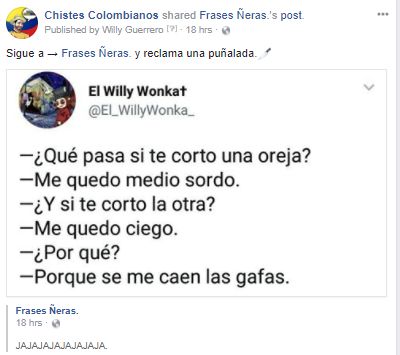 Chistes Colombianos shared Frases Ñeras.'s post.
Published by Willy Guerrero [?] · 18 hrs ·
Sigue a → Frases Ñeras. y reclama una puñalada.
El Willy Wonka†
@El_WillyWonka_
—¿Qué pasa si te corto una oreja?
—Me quedo medio sordo.
—¿Y si te corto la otra?
—Me quedo ciego.
—¿Por qué?
—Porque se me caen las gafas.
Frases Ñeras.
18 hrs ·
JAJAJAJAJAJAJAJA.